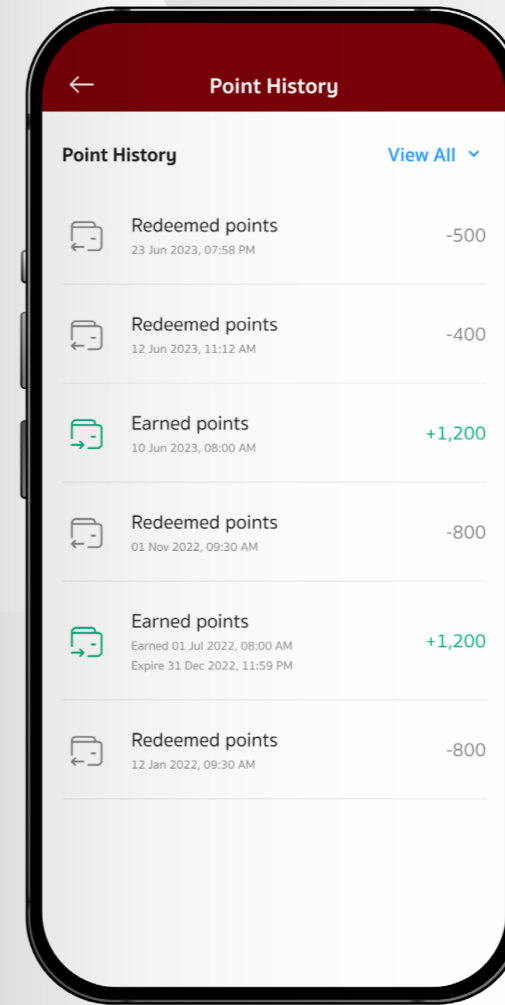 Point History
Point History
View All
Redeemed points
23 Jun 2023, 07:58 PM
-500
Redeemed points
12 Jun 2023, 11:12 AM
-400
Earned points
10 Jun 2023, 08:00 AM
+1,200
Redeemed points
01 Nov 2022, 09:30 AM
-800
Earned points
Earned 01 Jul 2022, 08:00 AM
Expire 31 Dec 2022, 11:59 PM
+1,200
Redeemed points
12 Jan 2022, 09:30 AM
-800